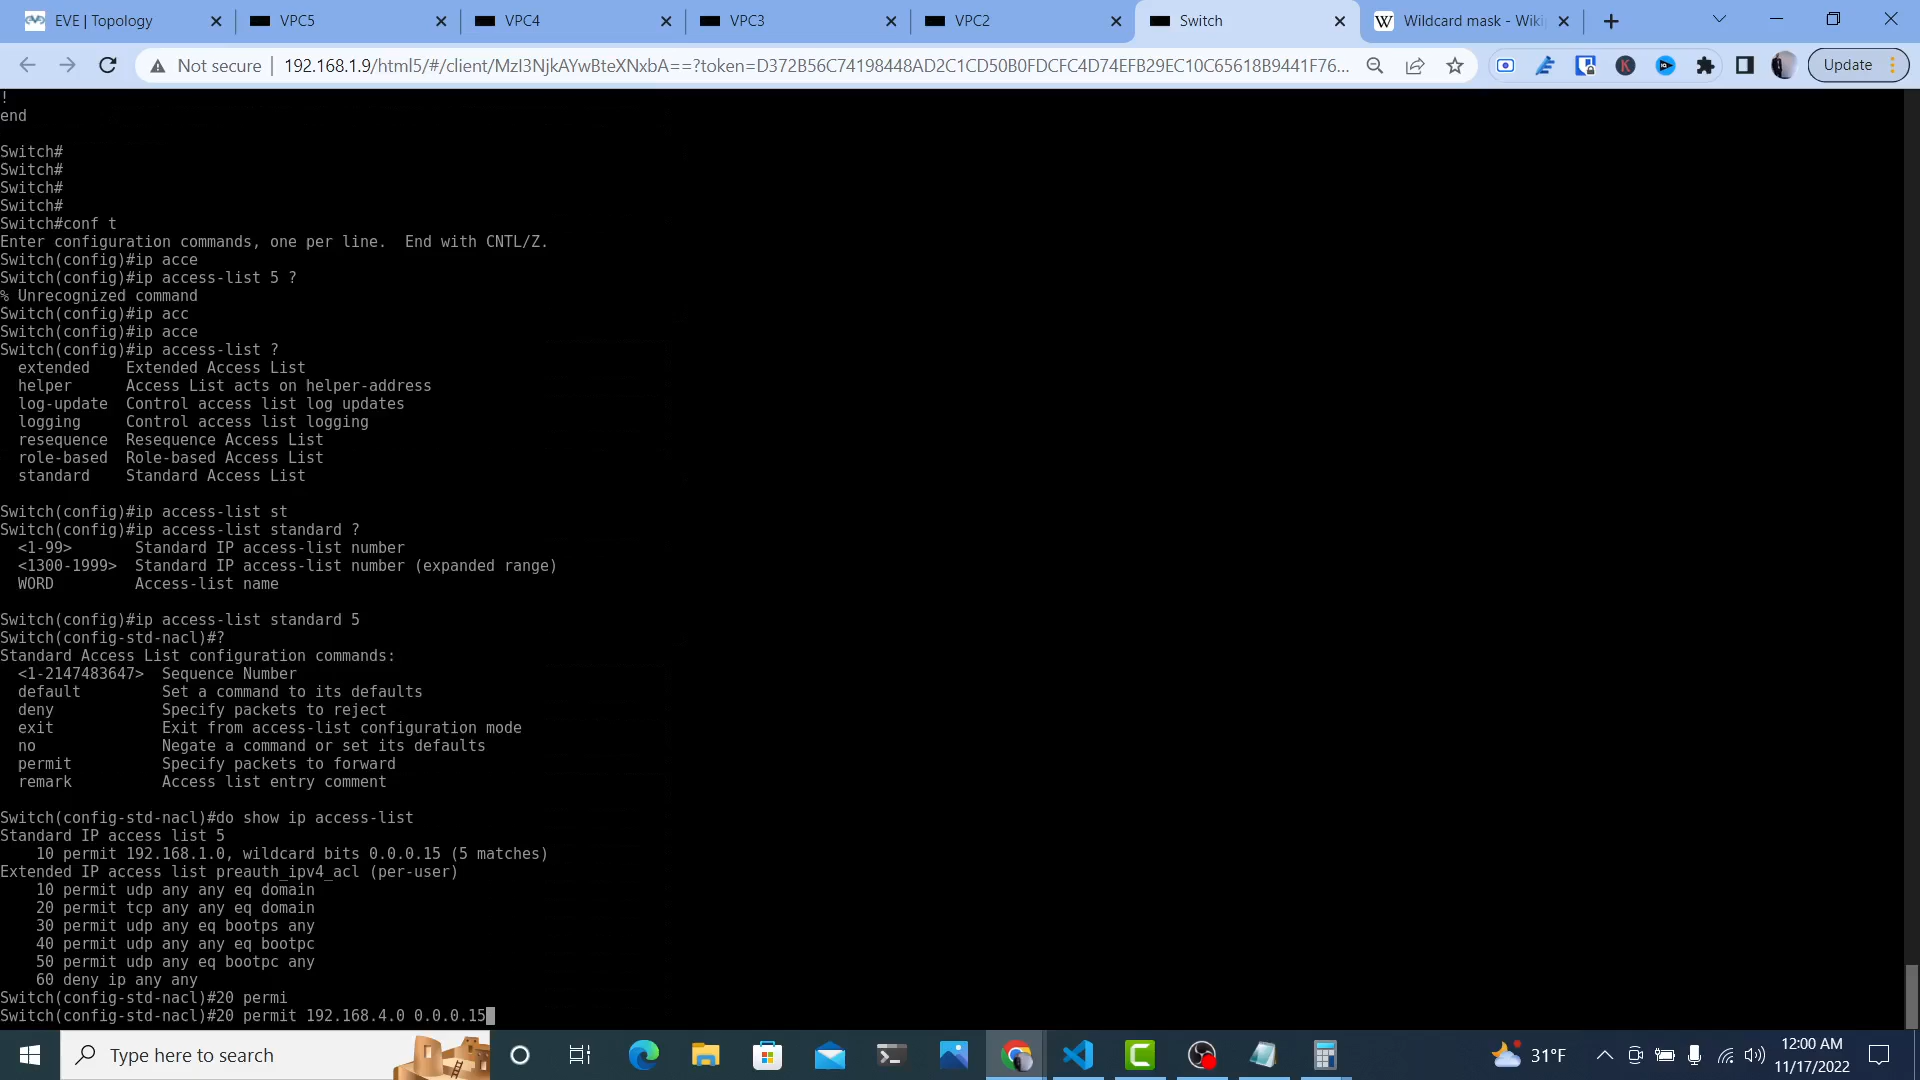 EVE | Topology
VPC5
VPC4
VPC3
VPC2
Switch
W Wildcard mask - Wiki
Not secure 192.168.1.9/html5/#/client/MzI3NjkAYwBteXNxbA==?token=D372B56C74198448AD2C1CD50B0FDCFC4D74EFB29EC10C65618B9441F76...
K
Update
!
end
Switch#
Switch#
Switch#
Switch#
Switch#conf t
Enter configuration commands, one per line.  End with CNTL/Z.
Switch(config)#ip acce
Switch(config)#ip access-list 5 ?
% Unrecognized command
Switch(config)#ip acc
Switch(config)#ip acce
Switch(config)#ip access-list ?
extended    Extended Access List
helper      Access List acts on helper-address
log-update  Control access list log updates
logging     Control access list logging
resequence  Resequence Access List
role-based  Role-based Access List
standard    Standard Access List
Switch(config)#ip access-list st
Switch(config)#ip access-list standard ?
<1-99>       Standard IP access-list number
<1300-1999>  Standard IP access-list number (expanded range)
WORD         Access-list name
Switch(config)#ip access-list standard 5
Switch(config-std-nacl)#?
Standard Access List configuration commands:
<1-2147483647>  Sequence Number
default         Set a command to its defaults
deny            Specify packets to reject
exit            Exit from access-list configuration mode
no              Negate a command or set its defaults
permit          Specify packets to forward
remark          Access list entry comment
Switch(config-std-nacl)#do show ip access-list
Standard IP access list 5
10 permit 192.168.1.0, wildcard bits 0.0.0.15 (5 matches)
Extended IP access list preauth_ipv4_acl (per-user)
10 permit udp any any eq domain
20 permit tcp any any eq domain
30 permit udp any eq bootps any
40 permit udp any any eq bootpc
50 permit udp any eq bootpc any
60 deny ip any any
Switch(config-std-nacl)#20 permi
Switch(config-std-nacl)#20 permit 192.168.4.0 0.0.0.15
Type here to search
31°F
12:00 AM
11/17/2022